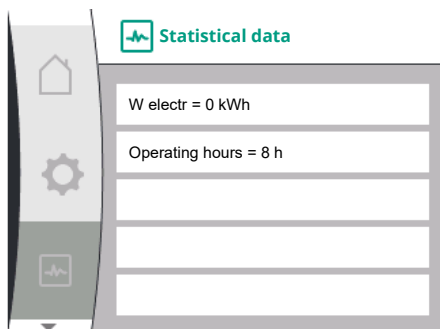 Statistical data
W electr = 0 kWh
Operating hours = 8 h